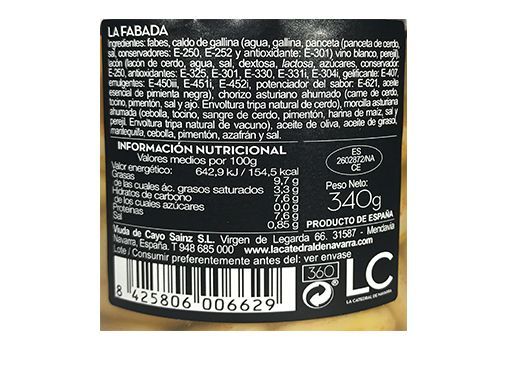 LA FABADA
Ingredientes: fabes, caldo de gallina (agua, gallina, panceta (panceta de cerdo,
sal, conservadores: E-250, E-252 y antioxidante: E-301) vino blanco, perejil),
lacón (lacón de cerdo, agua, sal, dextosa, lactosa, azúcares, conservador:
E-250, antioxidantes: E-325, E-301, E-330, E-331i, E-304i, gelificante: E-407,
emulgentes: E-450iii, E-451i, E-452i, potenciador del sabor: E-621, aceite
esencial de pimienta negra), chorizo asturiano ahumado (carne de cerdo,
tocino, pimentón, sal y ajo. Envoltura tripa natural de cerdo), morcilla asturiana
ahumada (cebolla, tocino, sangre de cerdo, pimentón, harina de maíz, sal y
perejil. Envoltura tripa natural de vacuno), aceite de oliva, aceite de girasol,
mantequilla, cebolla, pimentón, azafrán y sal.
INFORMACIÓN NUTRICIONAL
Valores medios por 100g
Valor energético: 642,9 kJ / 154,5 kcal
Grasas 9,7 g
de las cuales ác. grasos saturados 3,3 g
Hidratos de carbono 7,6 g
de los cuales azúcares 0,0 g
Proteínas 7,6 g
Sal 0,85 g
ES
2602872/NA
CE
Peso Neto:
340g
PRODUCTO DE ESPAÑA
Viuda de Cayo Sainz S.L. Virgen de Legarda 66, 31587 - Mendavia
Navarra, España. T 948 685 000 www.lacatedraldenavarra.com
Lote / Consumir preferentemente antes del: ver envase
8 425806 006629
360
LC
LA CATEDRAL DE NAVARRA